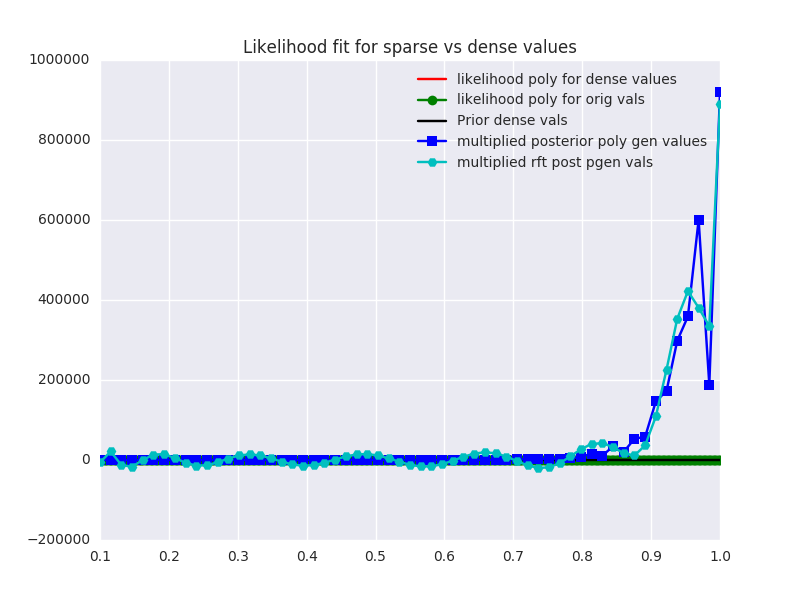 Likelihood fit for sparse vs dense values
1000000
800000
600000
400000
200000
0
−200000
likelihood poly for dense values
likelihood poly for orig vals
Prior dense vals
multiplied posterior poly gen values
multiplied rft post pgen vals
0.1 0.2 0.3 0.4 0.5 0.6 0.7 0.8 0.9 1.0